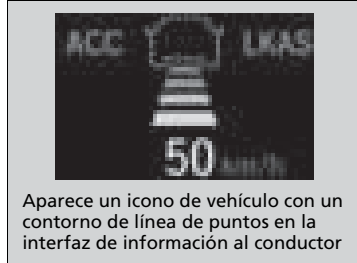 ACC LKAS
50 km/h
Aparece un icono de vehículo con un
contorno de línea de puntos en la
interfaz de información al conductor